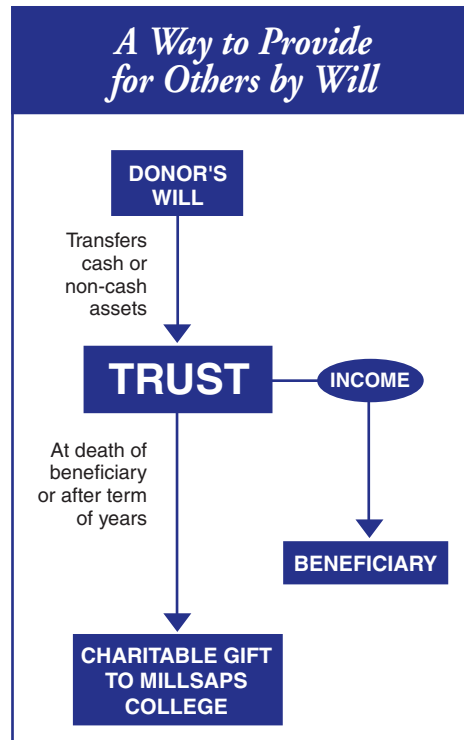 A Way to Provide
for Others by Will
DONOR'S
WILL
Transfers
cash or
non-cash
assets
TRUST
INCOME
At death of
beneficiary
or after term
of years
BENEFICIARY
CHARITABLE GIFT
TO MILLSAPS
COLLEGE